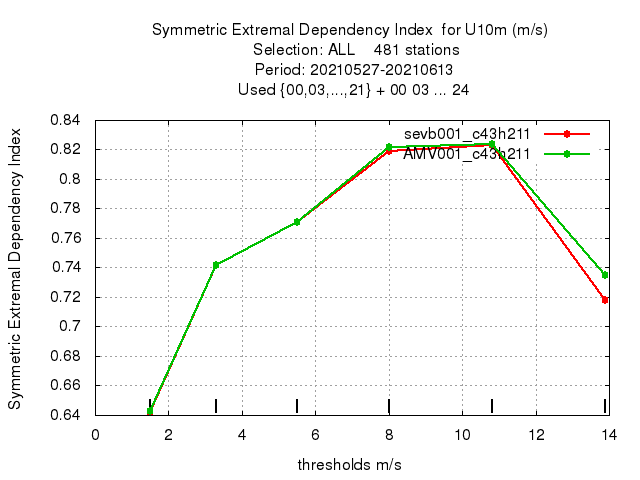 Symmetric Extremal Dependency Index  for U10m (m/s)
Selection: ALL    481 stations
Period: 20210527-20210613
Used {00,03,...,21} + 00 03 ... 24
sevb001_c43h211
AMV001_c43h211
Symmetric Extremal Dependency Index
0.84
0.82
0.8
0.78
0.76
0.74
0.72
0.7
0.68
0.66
0.64
0 2 4 6 8 10 12 14
thresholds m/s